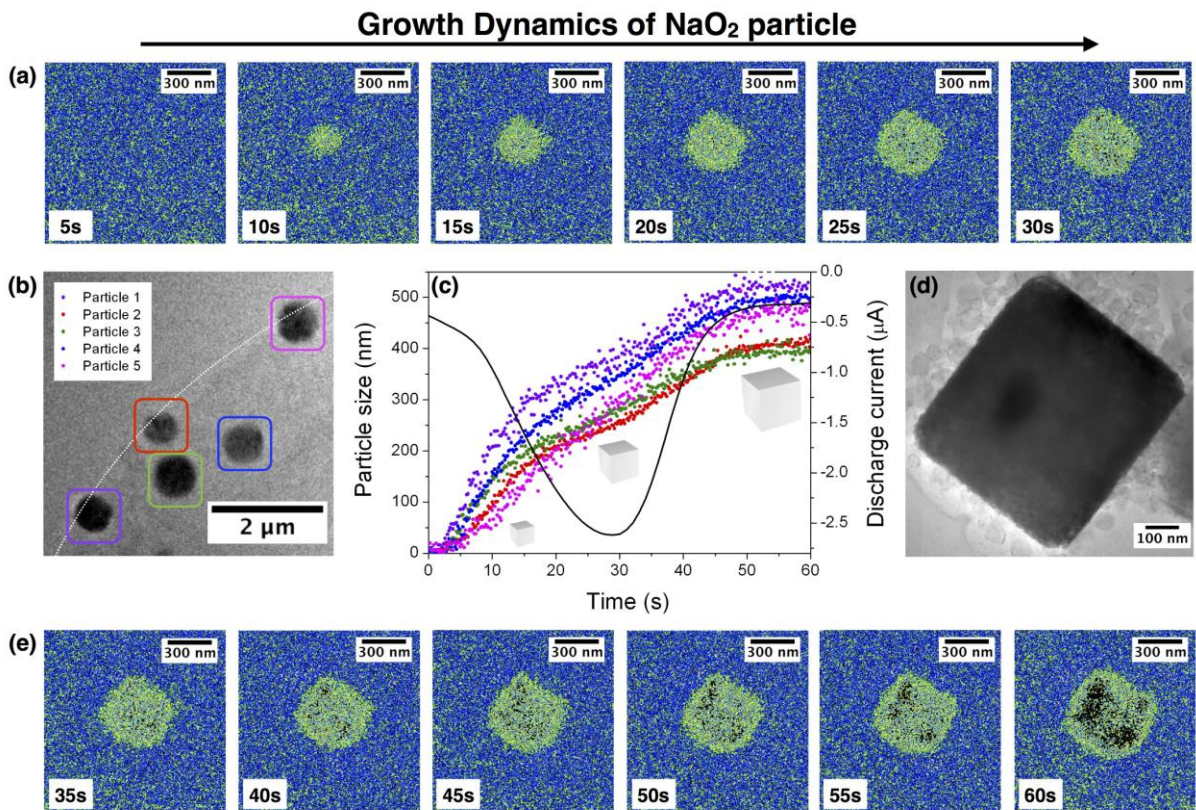 Growth Dynamics of NaO₂ particle
(a)
300 nm
5s
300 nm
10s
300 nm
15s
300 nm
20s
300 nm
25s
300 nm
30s
(b)
Particle 1
Particle 2
Particle 3
Particle 4
Particle 5
2 μm
(c)
Particle size (nm)
500
400
300
200
100
0
0 10 20 30 40 50 60
Time (s)
0.0
-0.5
-1.0
-1.5
-2.0
-2.5
Discharge current (μA)
(d)
100 nm
(e)
300 nm
35s
300 nm
40s
300 nm
45s
300 nm
50s
300 nm
55s
300 nm
60s